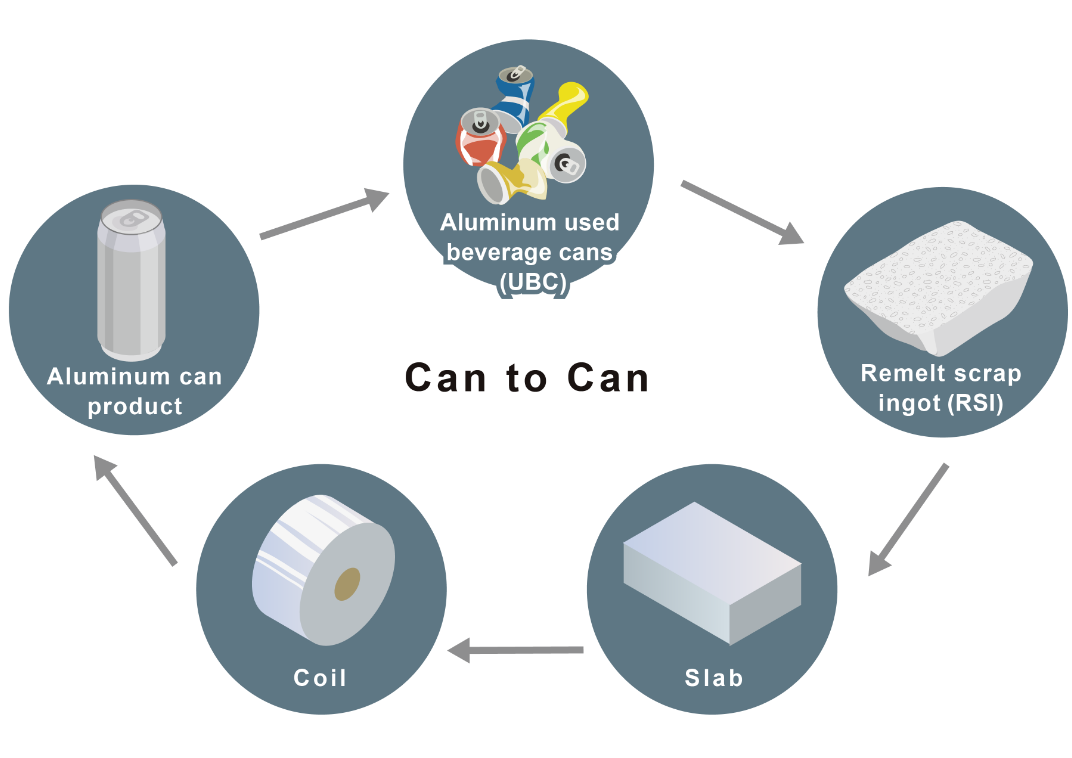 Aluminum used
beverage cans
(UBC)
Remelt scrap
ingot (RSI)
Slab
Coil
Aluminum can
product
Can to Can